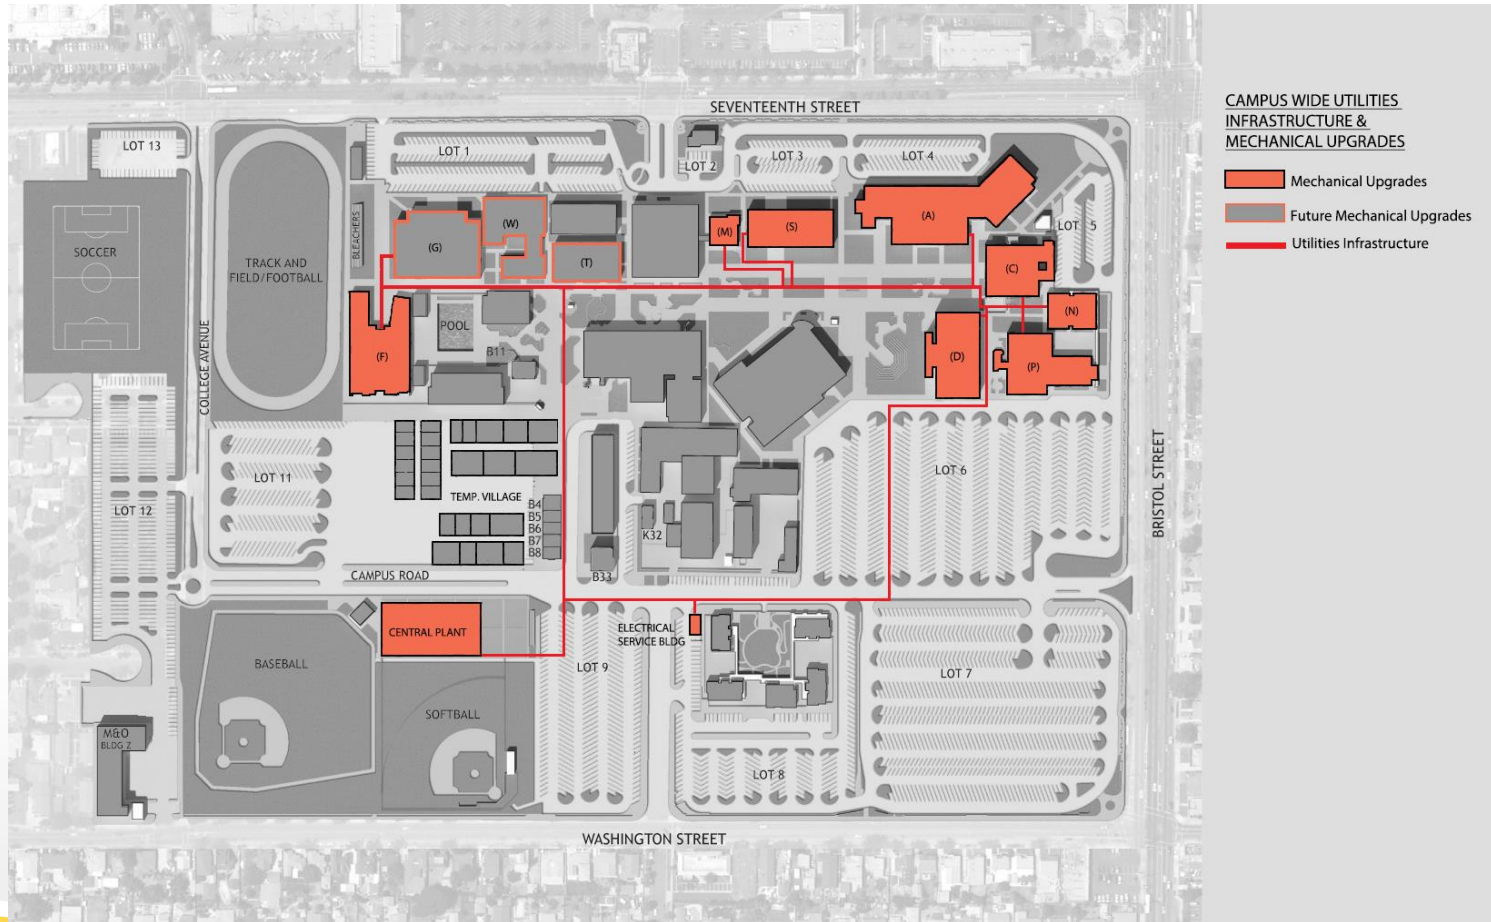 SEVENTEENTH STREET
CAMPUS WIDE UTILITIES
INFRASTRUCTURE &
MECHANICAL UPGRADES
Mechanical Upgrades
Future Mechanical Upgrades
Utilities Infrastructure
LOT 13
LOT 1
LOT 2
LOT 3
LOT 4
LOT 5
SOCCER
TRACK AND
FIELD/FOOTBALL
BLEACHERS
(G)
(W)
(T)
(M)
(S)
(A)
(C)
(N)
(F)
POOL
B11
(D)
(P)
COLLEGE AVENUE
BRISTOL STREET
LOT 11
LOT 12
TEMP. VILLAGE
B4
B5
B6
B7
B8
K32
B33
LOT 6
CAMPUS ROAD
CENTRAL PLANT
ELECTRICAL
SERVICE BLDG
BASEBALL
SOFTBALL
LOT 9
LOT 7
LOT 8
M&O
BLDG Z
WASHINGTON STREET